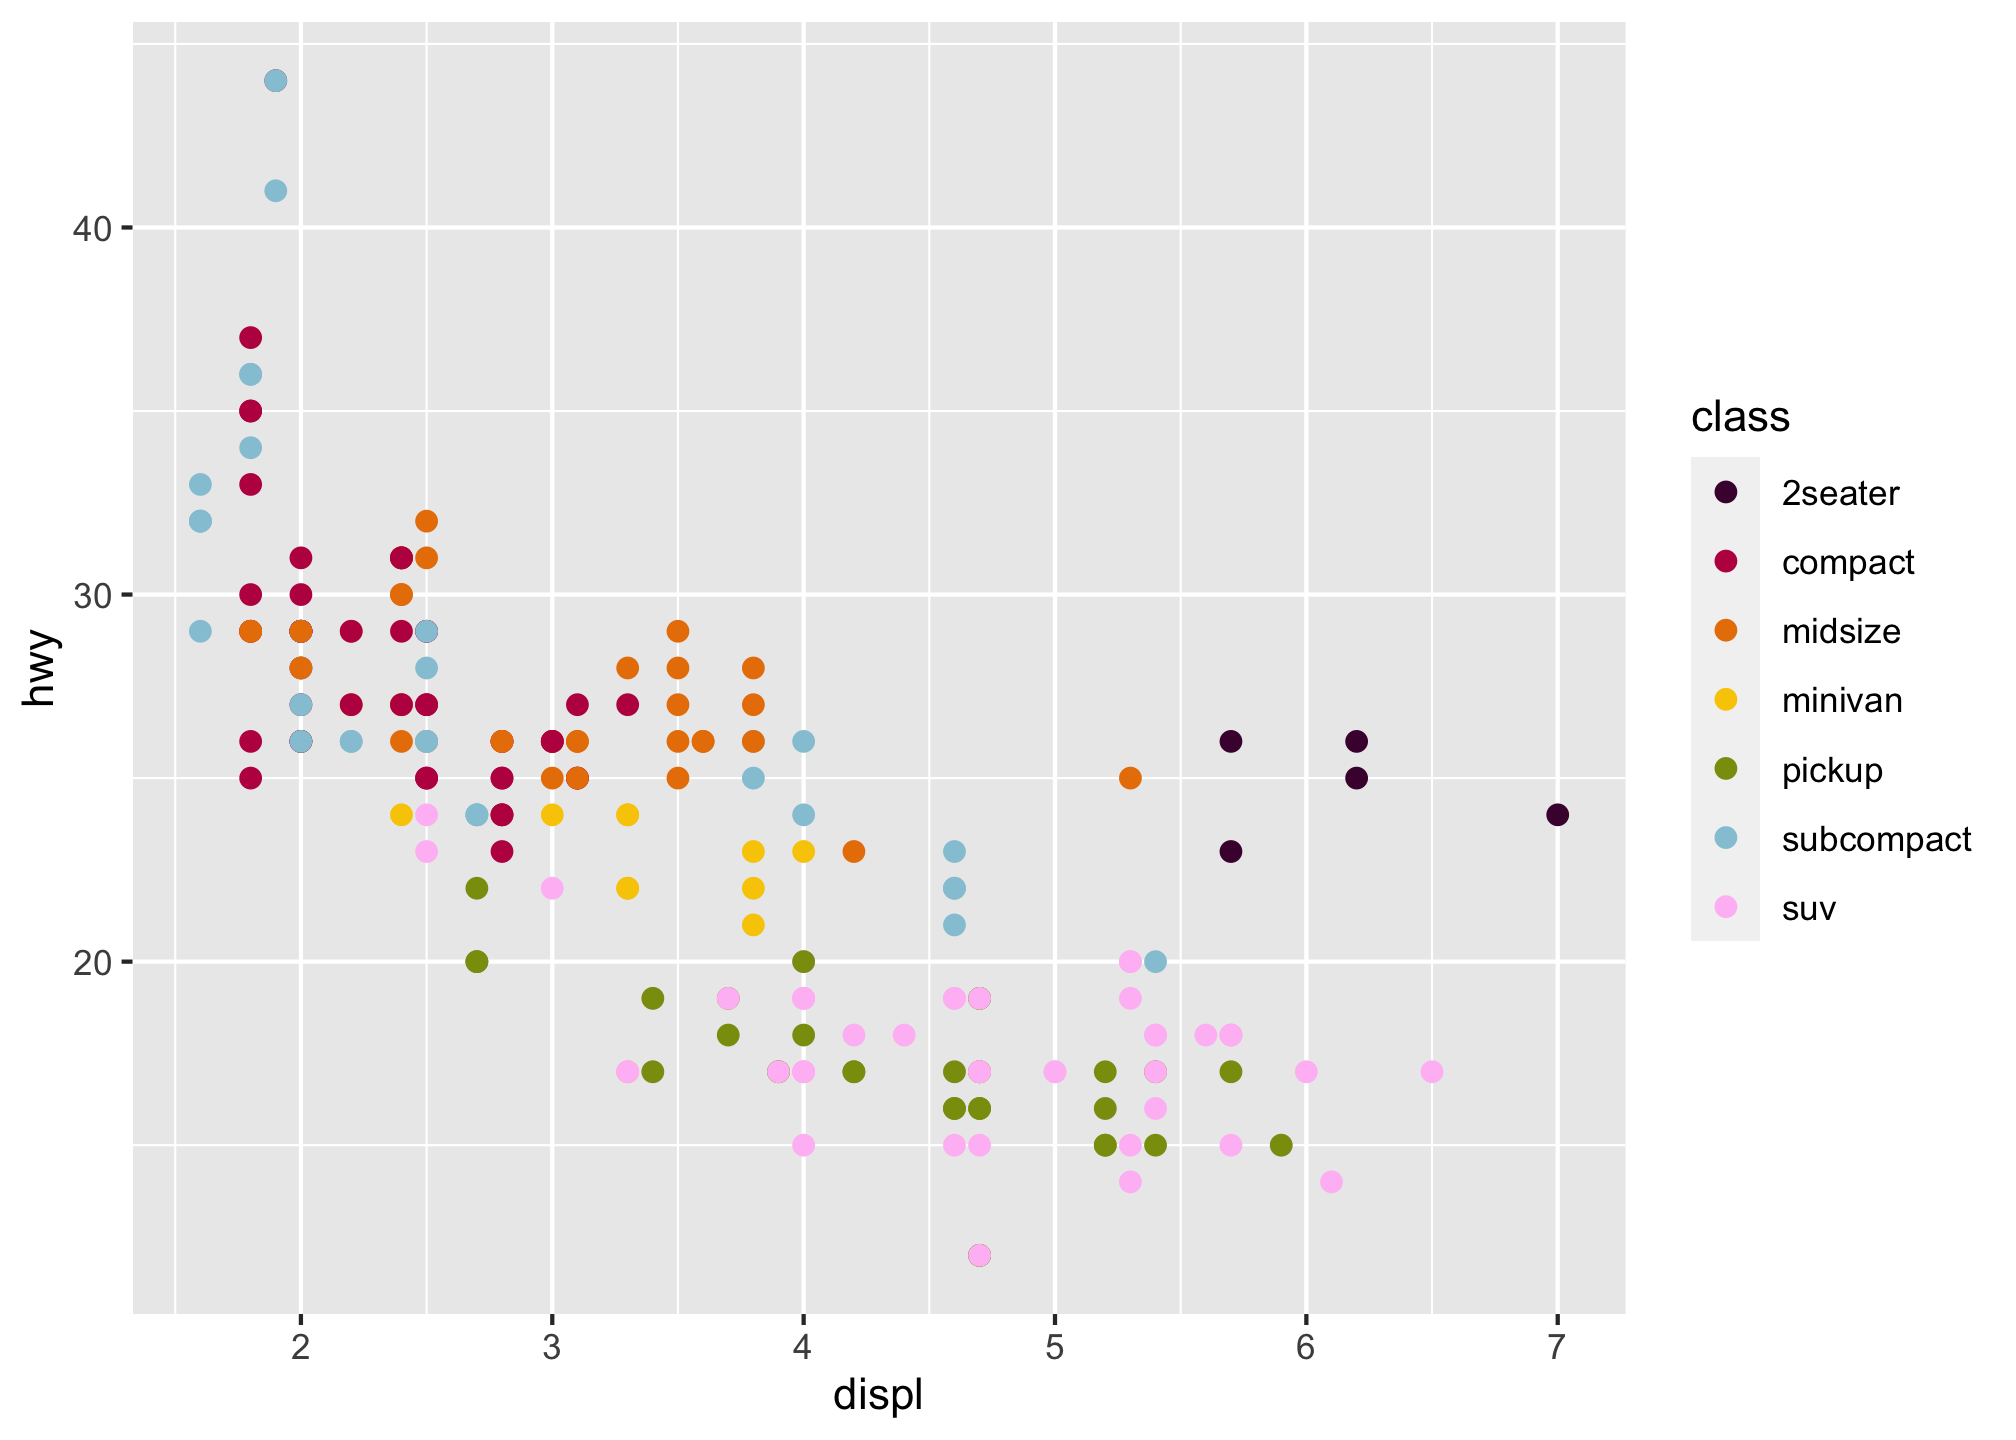 hwy
40
30
20
2
3
4
5
6
7
displ
class
2seater
compact
midsize
minivan
pickup
subcompact
suv